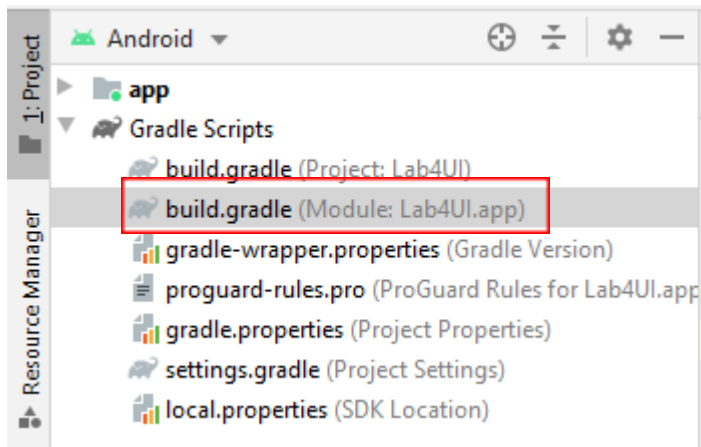 1: Project
Resource Manager
Android
app
Gradle Scripts
build.gradle (Project: Lab4UI)
build.gradle (Module: Lab4UI.app)
gradle-wrapper.properties (Gradle Version)
proguard-rules.pro (ProGuard Rules for Lab4UI.app
gradle.properties (Project Properties)
settings.gradle (Project Settings)
local.properties (SDK Location)